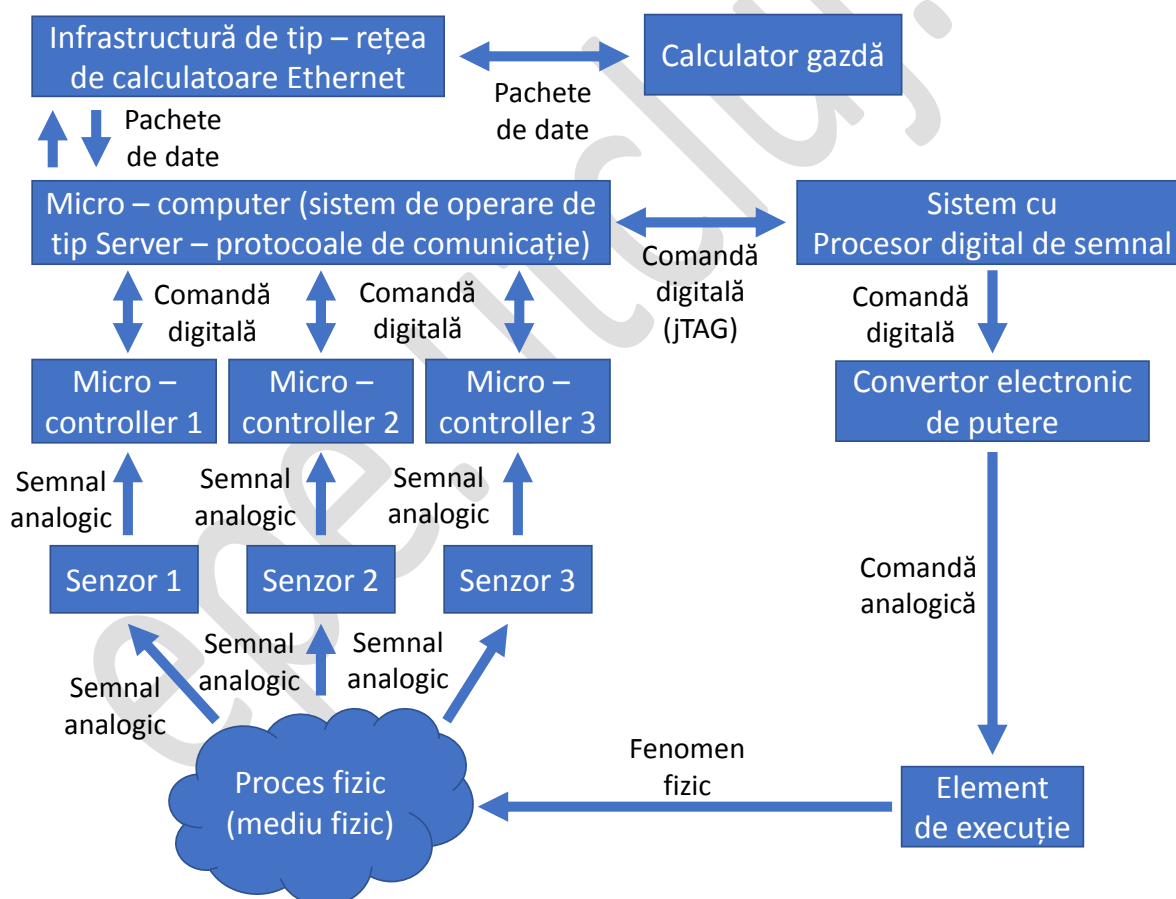 Infrastructură de tip – rețea
de calculatoare Ethernet
Calculator gazdă
Pachete
de date
Pachete
de date
Micro – computer (sistem de operare de
tip Server – protocoale de comunicație)
Sistem cu
Procesor digital de semnal
Comandă
digitală
(jTAG)
Comandă
digitală
Comandă
digitală
Comandă
digitală
Micro –
controller 1
Micro –
controller 2
Micro –
controller 3
Convertor electronic
de putere
Semnal
analogic
Semnal
analogic
Semnal
analogic
Senzor 1
Senzor 2
Senzor 3
Comandă
analogică
Semnal
analogic
Semnal
analogic
Semnal
analogic
Proces fizic
(mediu fizic)
Fenomen
fizic
Element
de execuție